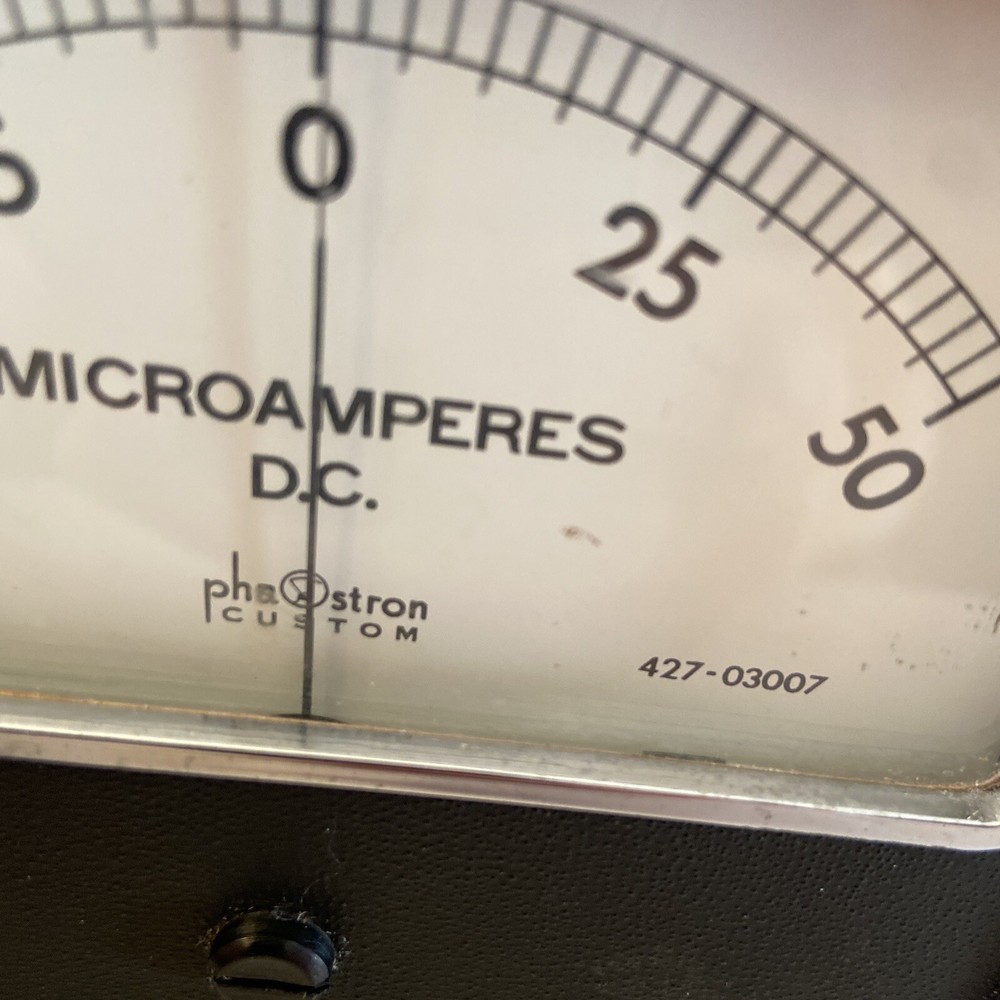 0
25
50
MICROAMPERES
D.C.
phaostron
CUSTOM
427-03007